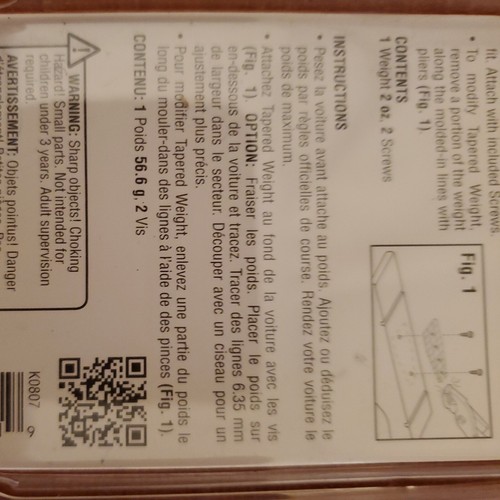 fit. Attach with included Screws.
• To modify Tapered Weight,
remove a portion of the weight
along the molded-in lines with
pliers (Fig. 1).
Fig. 1
CONTENTS
1 Weight 2 oz, 2 Screws
INSTRUCTIONS
• Pesez la voiture avant attache au poids. Ajoutez ou déduisez le
poids par règles officielles de course. Rendez votre voiture le
poids de maximum.
• Attachez Tapered Weight au fond de la voiture avec les vis
(Fig. 1). OPTION: Fraiser les poids. Placer le poids sur
en-dessous de la voiture et tracez. Tracer des lignes 6.35 mm
de largeur dans le secteur. Découper avec un ciseau pour un
ajustement plus précis.
• Pour modifier Tapered Weight, enlevez une partie du poids le
long du mouler-dans des lignes à l'aide de des pinces (Fig. 1).
CONTENU: 1 Poids 56.6 g, 2 Vis
WARNING: Sharp objects! Choking
Hazard! Small parts. Not intended for
children under 3 years. Adult supervision
required.
AVERTISSEMENT: Objets pointus! Danger
K0807